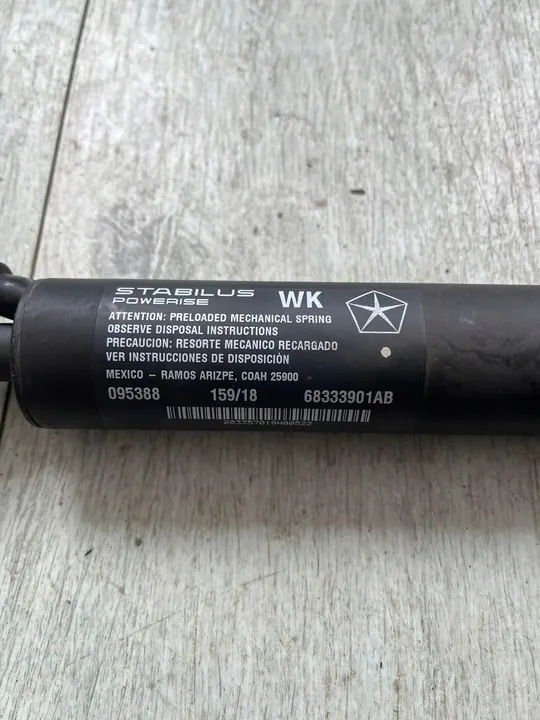 STABILUS
POWERISE
WK
ATTENTION: PRELOADED MECHANICAL SPRING
OBSERVE DISPOSAL INSTRUCTIONS
PRECAUCION: RESORTE MECANICO RECARGADO
VER INSTRUCCIONES DE DISPOSICIÓN
MEXICO – RAMOS ARIZPE, COAH 25900
095388 159/18 68333901AB
203357018H00522